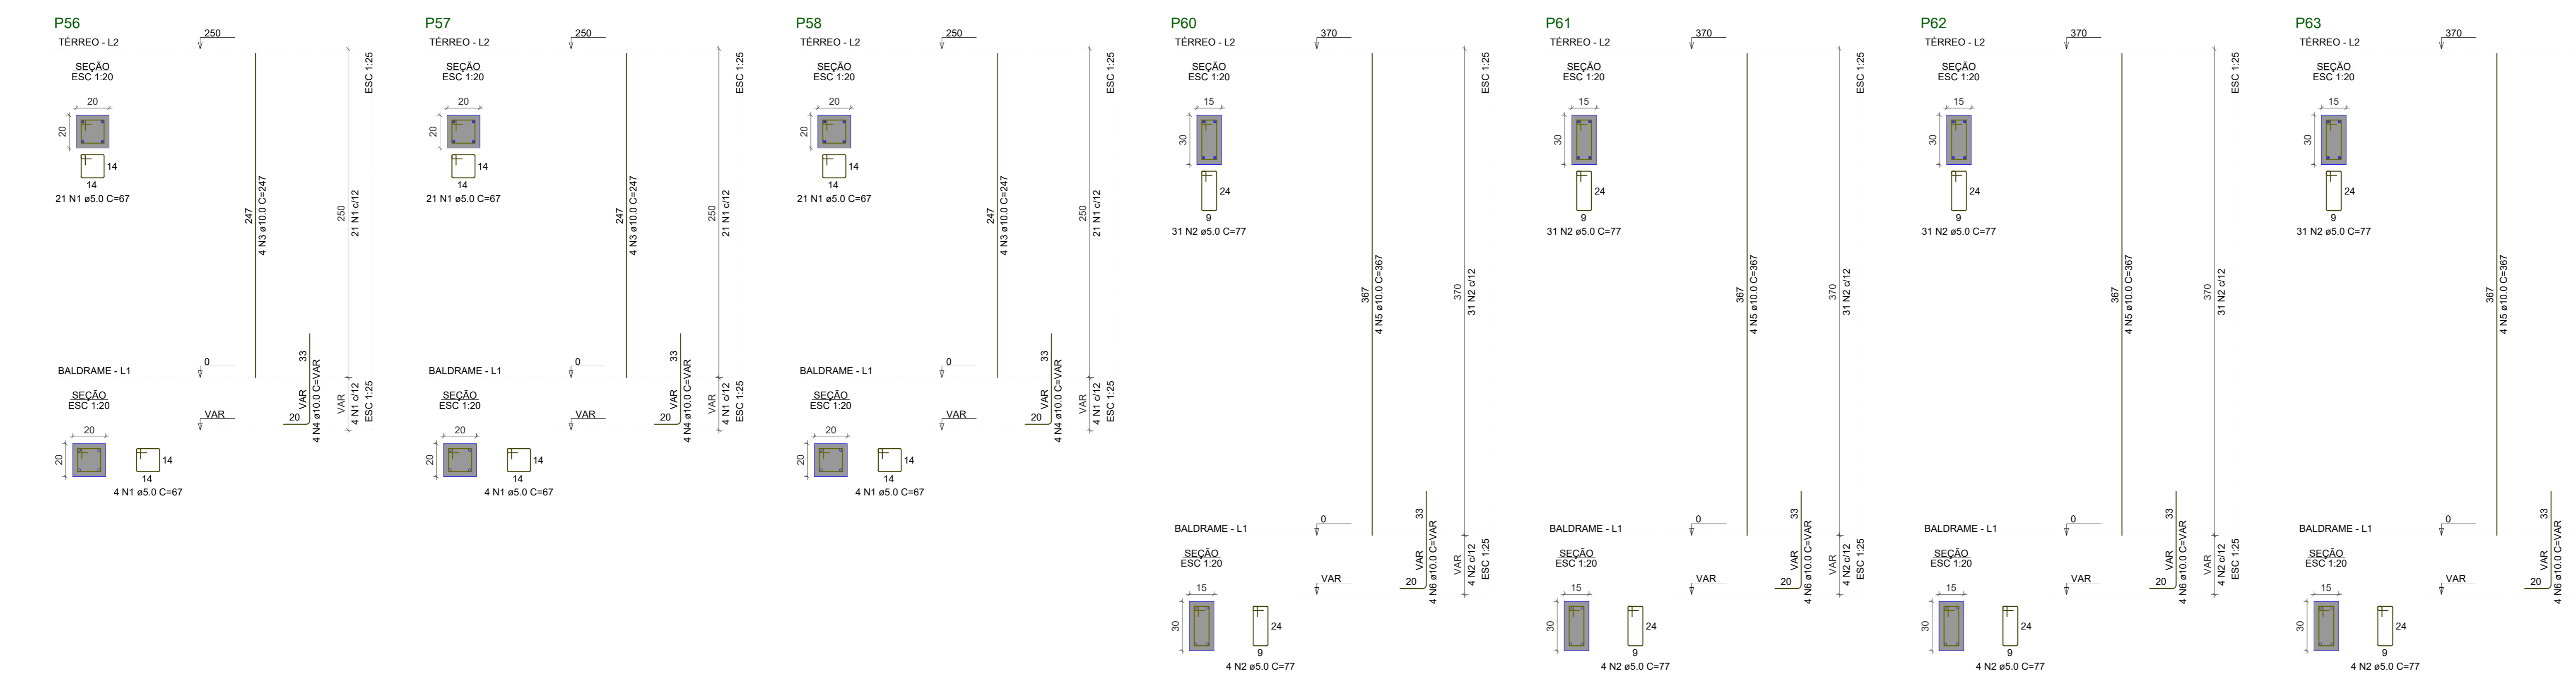 P56
TÉRREO - L2
250
SEÇÃO
ESC 1:20
20
20
14
14
21 N1 ø5.0 C=67
247
4 N3 ø10.0 C=247
250
21 N1 c/12
ESC 1:25
BALDRAME - L1
0
SEÇÃO
ESC 1:20
VAR
20
20
14
14
4 N1 ø5.0 C=67
33
VAR
20
4 N4 ø10.0 C=VAR
VAR
4 N1 c/12
ESC 1:25
P57
TÉRREO - L2
250
SEÇÃO
ESC 1:20
20
20
14
14
21 N1 ø5.0 C=67
247
4 N3 ø10.0 C=247
250
21 N1 c/12
ESC 1:25
BALDRAME - L1
0
SEÇÃO
ESC 1:20
VAR
20
20
14
14
4 N1 ø5.0 C=67
33
VAR
20
4 N4 ø10.0 C=VAR
VAR
4 N1 c/12
ESC 1:25
P58
TÉRREO - L2
250
SEÇÃO
ESC 1:20
20
20
14
14
21 N1 ø5.0 C=67
247
4 N3 ø10.0 C=247
250
21 N1 c/12
ESC 1:25
BALDRAME - L1
0
SEÇÃO
ESC 1:20
VAR
20
20
14
14
4 N1 ø5.0 C=67
33
VAR
20
4 N4 ø10.0 C=VAR
VAR
4 N1 c/12
ESC 1:25
P60
TÉRREO - L2
370
SEÇÃO
ESC 1:20
15
30
24
9
31 N2 ø5.0 C=77
367
4 N5 ø10.0 C=367
370
31 N2 c/12
ESC 1:25
BALDRAME - L1
0
SEÇÃO
ESC 1:20
VAR
15
30
24
9
4 N2 ø5.0 C=77
33
VAR
20
4 N6 ø10.0 C=VAR
VAR
4 N2 c/12
ESC 1:25
P61
TÉRREO - L2
370
SEÇÃO
ESC 1:20
15
30
24
9
31 N2 ø5.0 C=77
367
4 N5 ø10.0 C=367
370
31 N2 c/12
ESC 1:25
BALDRAME - L1
0
SEÇÃO
ESC 1:20
VAR
15
30
24
9
4 N2 ø5.0 C=77
33
VAR
20
4 N6 ø10.0 C=VAR
VAR
4 N2 c/12
ESC 1:25
P62
TÉRREO - L2
370
SEÇÃO
ESC 1:20
15
30
24
9
31 N2 ø5.0 C=77
367
4 N5 ø10.0 C=367
370
31 N2 c/12
ESC 1:25
BALDRAME - L1
0
SEÇÃO
ESC 1:20
VAR
15
30
24
9
4 N2 ø5.0 C=77
33
VAR
20
4 N6 ø10.0 C=VAR
VAR
4 N2 c/12
ESC 1:25
P63
TÉRREO - L2
370
SEÇÃO
ESC 1:20
15
30
24
9
31 N2 ø5.0 C=77
367
4 N5 ø10.0 C=367
BALDRAME - L1
0
SEÇÃO
ESC 1:20
VAR
15
30
24
9
4 N2 ø5.0 C=77
33
VAR
20
4 N6 ø10.0 C=VAR